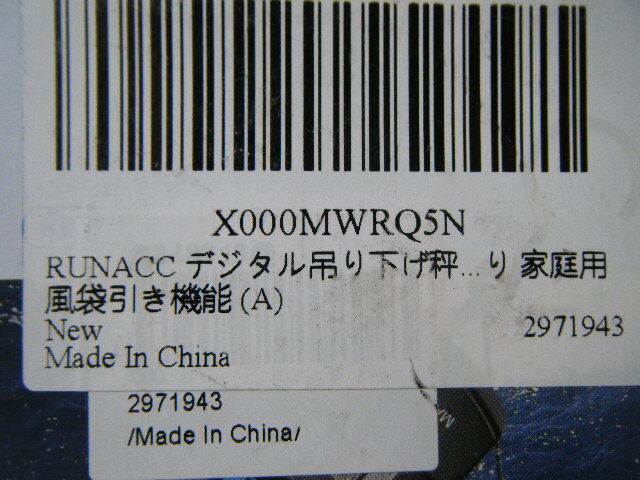 X000MWRQ5N
RUNACC デジタル吊り下げ秤...り 家庭用
風袋引き機能 (A)
New
2971943
Made In China
2971943
/Made In China/